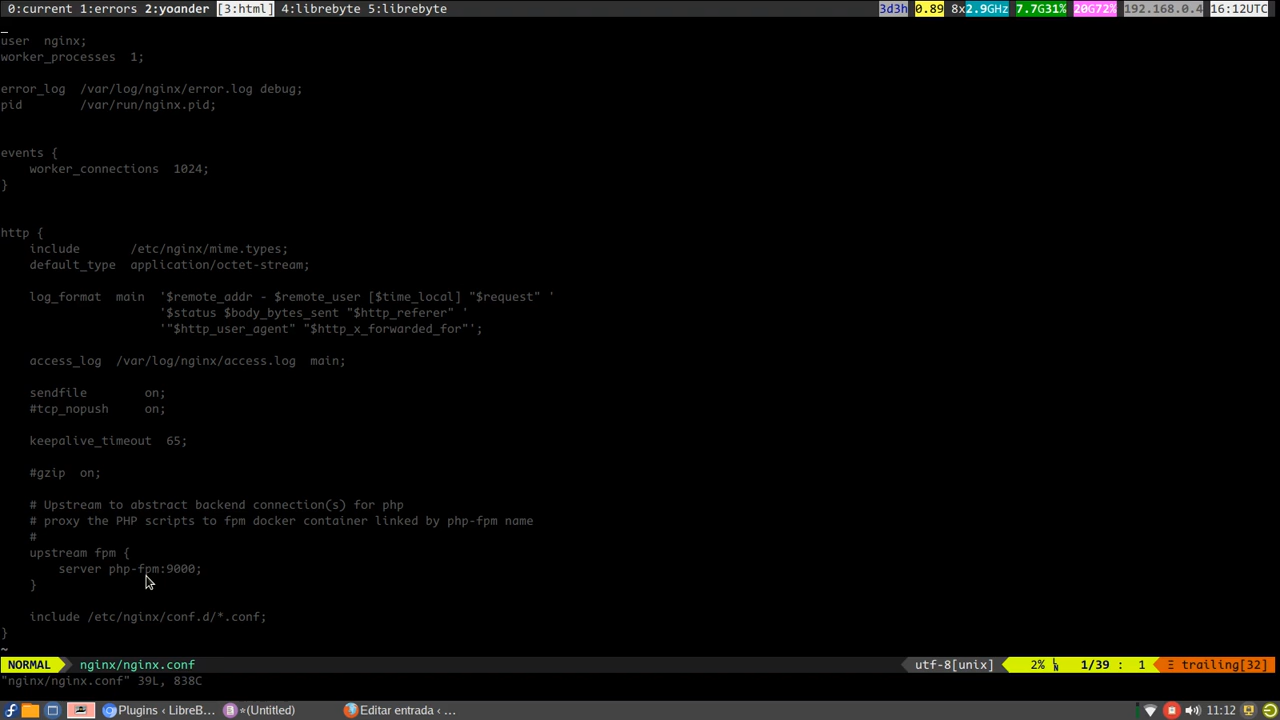 0:current 1:errors 2:yoander [3:html] 4:librebyte 5:librebyte 3d3h 0.89 8x2.9GHz 7.7G31% 20G72% 192.168.0.4 16:12UTC
user  nginx;
worker_processes  1;
error_log  /var/log/nginx/error.log debug;
pid        /var/run/nginx.pid;
events {
    worker_connections  1024;
}
http {
    include       /etc/nginx/mime.types;
    default_type  application/octet-stream;
    log_format  main  '$remote_addr - $remote_user [$time_local] "$request" '
                      '$status $body_bytes_sent "$http_referer" '
                      '"$http_user_agent" "$http_x_forwarded_for"';
    access_log  /var/log/nginx/access.log  main;
    sendfile        on;
    #tcp_nopush     on;
    keepalive_timeout  65;
    #gzip  on;
    # Upstream to abstract backend connection(s) for php
    # proxy the PHP scripts to fpm docker container linked by php-fpm name
    #
    upstream fpm {
        server php-fpm:9000;
    }
    include /etc/nginx/conf.d/*.conf;
}
~
NORMAL nginx/nginx.conf utf-8[unix] 2% 1/39 : 1 Ξ trailing[32]
"nginx/nginx.conf" 39L, 838C
Plugins ‹ LibreB... *(Untitled) Editar entrada ‹ ... 11:12